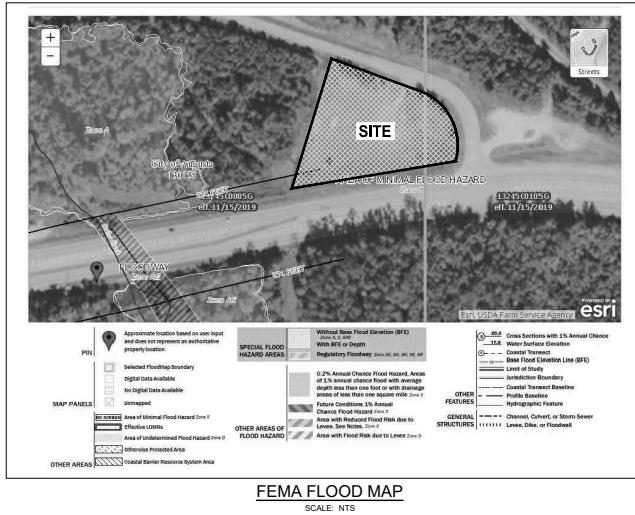 +
−
Streets
SITE
Zone A
City of Augusta
AREA OF MINIMAL FLOOD HAZARD
Zone X
13245C0085G
eff. 11/15/2019
13245C0105G
eff. 11/15/2019
FLOODWAY
Zone AE
Zone AE
Esri, USDA Farm Service Agency
POWERED BY
esri
PIN
Approximate location based on user input
and does not represent an authoritative
property location
MAP PANELS
Selected FloodMap Boundary
Digital Data Available
No Digital Data Available
Unmapped
OTHER AREAS
NO SCREEN Area of Minimal Flood Hazard Zone X
Effective LOMRs
Area of Undetermined Flood Hazard Zone D
Otherwise Protected Area
Coastal Barrier Resource System Area
SPECIAL FLOOD
HAZARD AREAS
Without Base Flood Elevation (BFE)
Zone A, V, A99
With BFE or Depth
Regulatory Floodway Zone AE, AO, AH, VE, AR
OTHER AREAS OF
FLOOD HAZARD
0.2% Annual Chance Flood Hazard, Areas
of 1% annual chance flood with average
depth less than one foot or with drainage
areas of less than one square mile Zone X
Future Conditions 1% Annual
Chance Flood Hazard Zone X
Area with Reduced Flood Risk due to
Levee. See Notes. Zone X
Area with Flood Risk due to Levee Zone D
OTHER
FEATURES
20.2 Cross Sections with 1% Annual Chance
17.5 Water Surface Elevation
Coastal Transect
Base Flood Elevation Line (BFE)
Limit of Study
Jurisdiction Boundary
Coastal Transect Baseline
Profile Baseline
Hydrographic Feature
GENERAL
STRUCTURES
Channel, Culvert, or Storm Sewer
Levee, Dike, or Floodwall
FEMA FLOOD MAP
SCALE: NTS